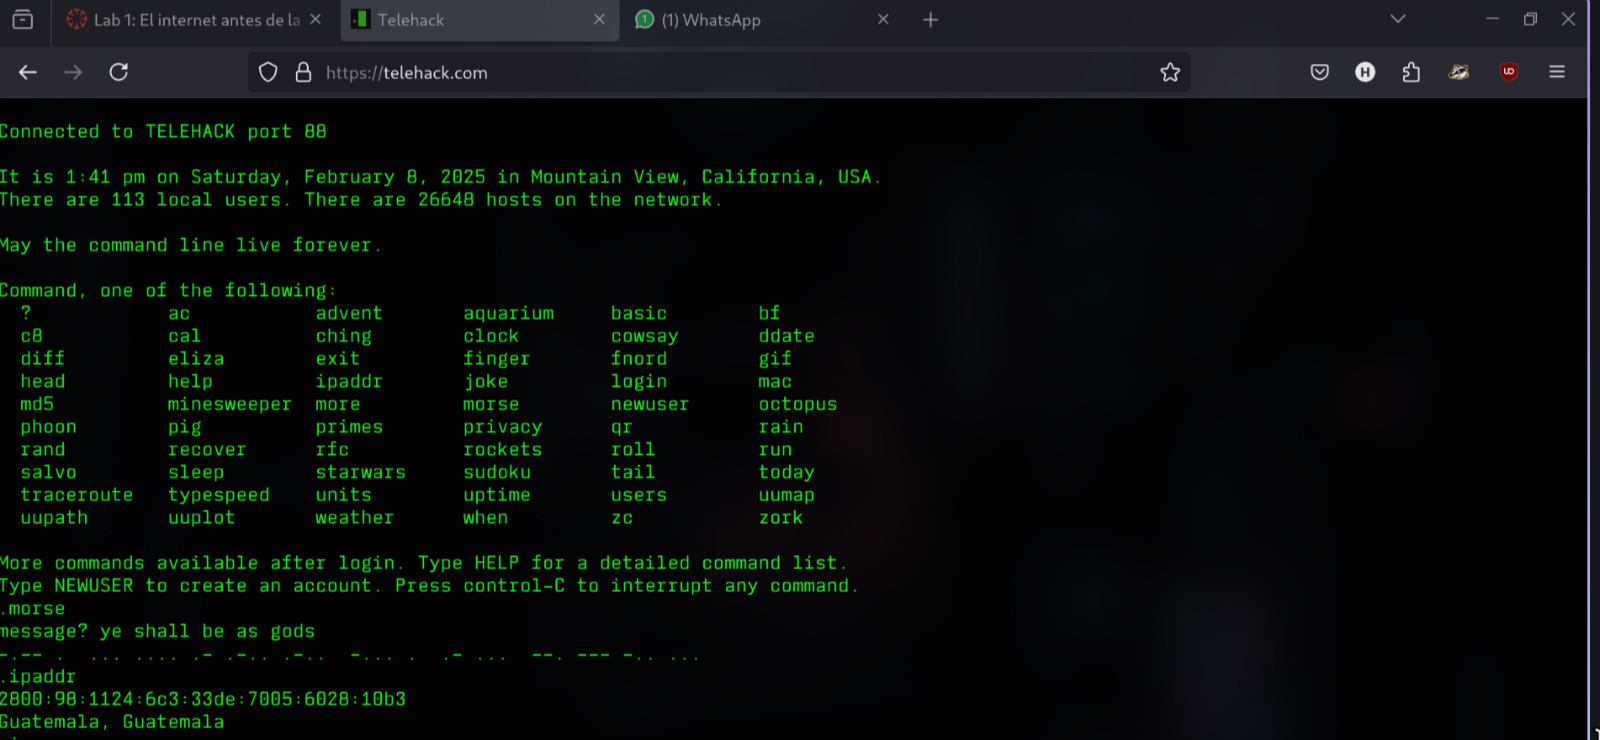 Lab 1: El internet antes de la
Telehack
(1) WhatsApp
https://telehack.com
Connected to TELEHACK port 88
It is 1:41 pm on Saturday, February 8, 2025 in Mountain View, California, USA.
There are 113 local users. There are 26648 hosts on the network.
May the command line live forever.
Command, one of the following:
? ac advent aquarium basic bf
c8 cal ching clock cowsay ddate
diff eliza exit finger fnord gif
head help ipaddr joke login mac
md5 minesweeper more morse newuser octopus
phoon pig primes privacy qr rain
rand recover rfc rockets roll run
salvo sleep starwars sudoku tail today
traceroute typespeed units uptime users uumap
uupath uuplot weather when zc zork
More commands available after login. Type HELP for a detailed command list.
Type NEWUSER to create an account. Press control-C to interrupt any command.
.morse
message? ye shall be as gods
-.-- .  ... .... .- .-.. .-..  -... .  .- ...  --. --- -.. ...
.ipaddr
2800:98:1124:6c3:33de:7005:6028:10b3
Guatemala, Guatemala